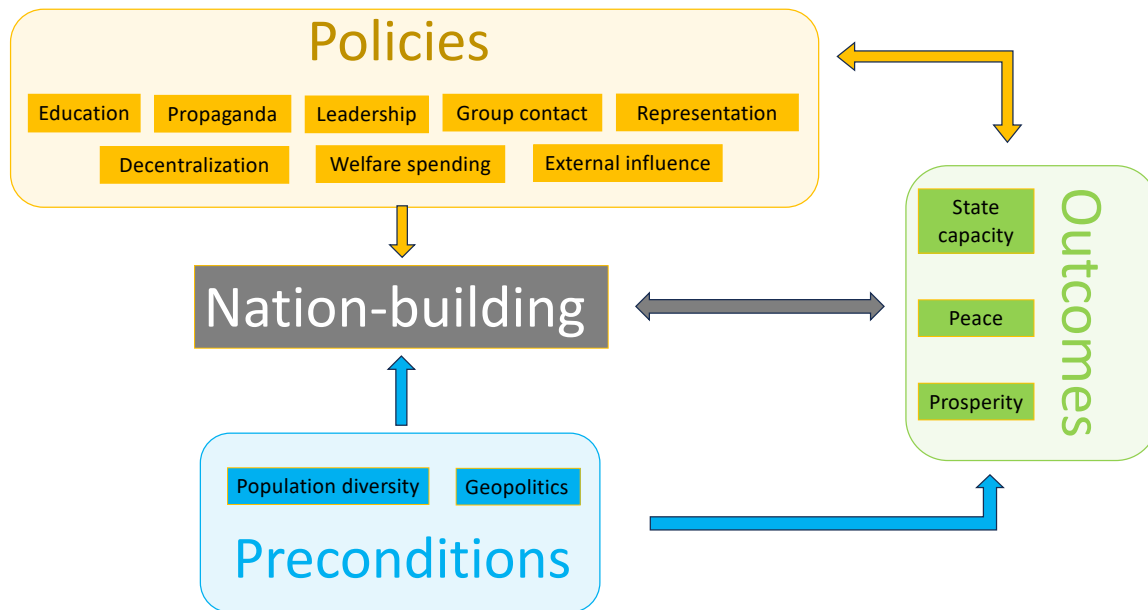 Policies
Education
Propaganda
Leadership
Group contact
Representation
Decentralization
Welfare spending
External influence
Nation-building
Outcomes
State
capacity
Peace
Prosperity
Population diversity
Geopolitics
Preconditions